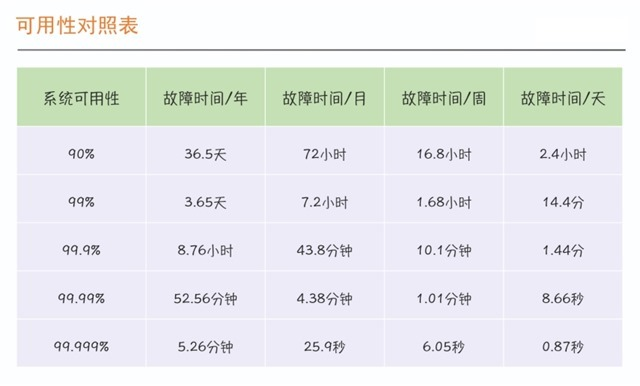 可用性对照表
系统可用性 故障时间/年 故障时间/月 故障时间/周 故障时间/天
90% 36.5天 72小时 16.8小时 2.4小时
99% 3.65天 7.2小时 1.68小时 14.4分
99.9% 8.76小时 43.8分钟 10.1分钟 1.44分
99.99% 52.56分钟 4.38分钟 1.01分钟 8.66秒
99.999% 5.26分钟 25.9秒 6.05秒 0.87秒